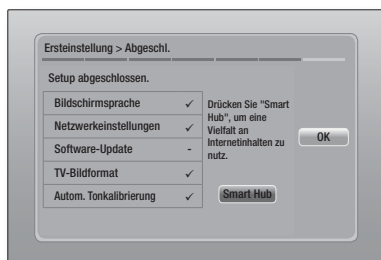 Ersteinstellung > Abgeschl.
Setup abgeschlossen.
Bildschirmsprache ✓
Netzwerkeinstellungen ✓
Software-Update -
TV-Bildformat ✓
Autom. Tonkalibrierung ✓
Drücken Sie "Smart
Hub", um eine
Vielfalt an
Internetinhalten zu
nutz.
Smart Hub
OK